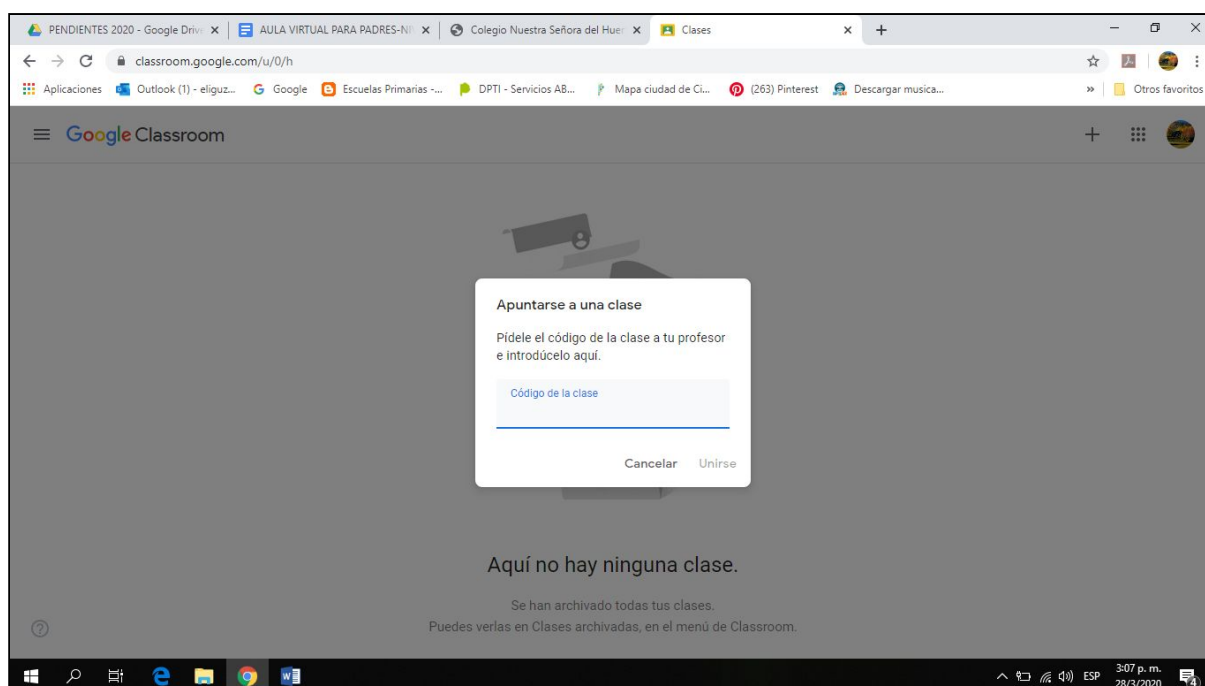 PENDIENTES 2020 - Google Driv
AULA VIRTUAL PARA PADRES-NI
Colegio Nuestra Señora del Huer
Clases
classroom.google.com/u/0/h
Aplicaciones
Outlook (1) - eliguz...
Google
Escuelas Primarias -...
DPTI - Servicios AB...
Mapa ciudad de Ci...
(263) Pinterest
Descargar musica...
Otros favoritos
Google Classroom
Apuntarse a una clase
Pídele el código de la clase a tu profesor
e introdúcelo aquí.
Código de la clase
Cancelar Unirse
Aquí no hay ninguna clase.
Se han archivado todas tus clases.
Puedes verlas en Clases archivadas, en el menú de Classroom.
ESP
3:07 p. m.
28/3/2020
4